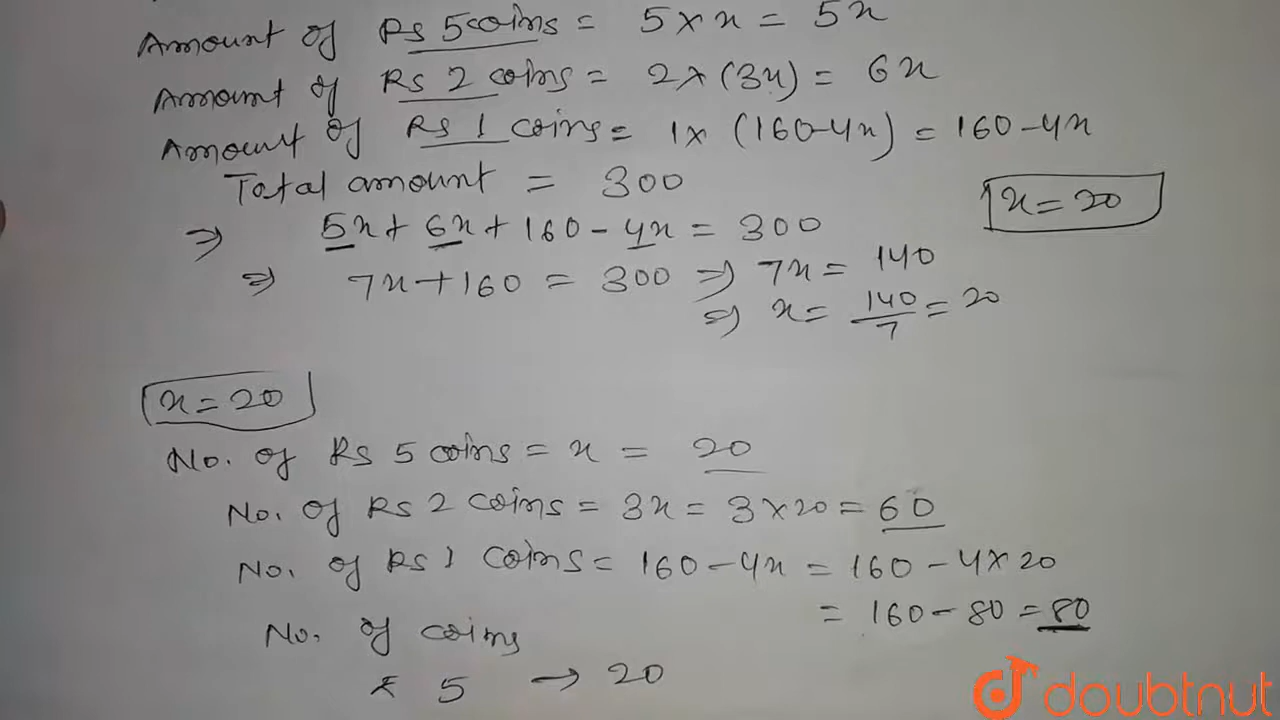 Amount of Rs 5 coins = 5 × x = 5x
Amount of Rs 2 coins = 2 × (3x) = 6x
Amount of Rs 1 coins = 1 × (160-4x) = 160-4x
Total amount = 300
x = 20
⇒ 5x + 6x + 160 - 4x = 300
⇒ 7x + 160 = 300 ⇒ 7x = 140
⇒ x = 140/7 = 20
x = 20
No. of Rs 5 coins = x = 20
No. of Rs 2 coins = 3x = 3 × 20 = 60
No. of Rs 1 coins = 160 - 4x = 160 - 4 × 20
= 160 - 80 = 80
No. of coins
₹ 5 → 20
doubtnut